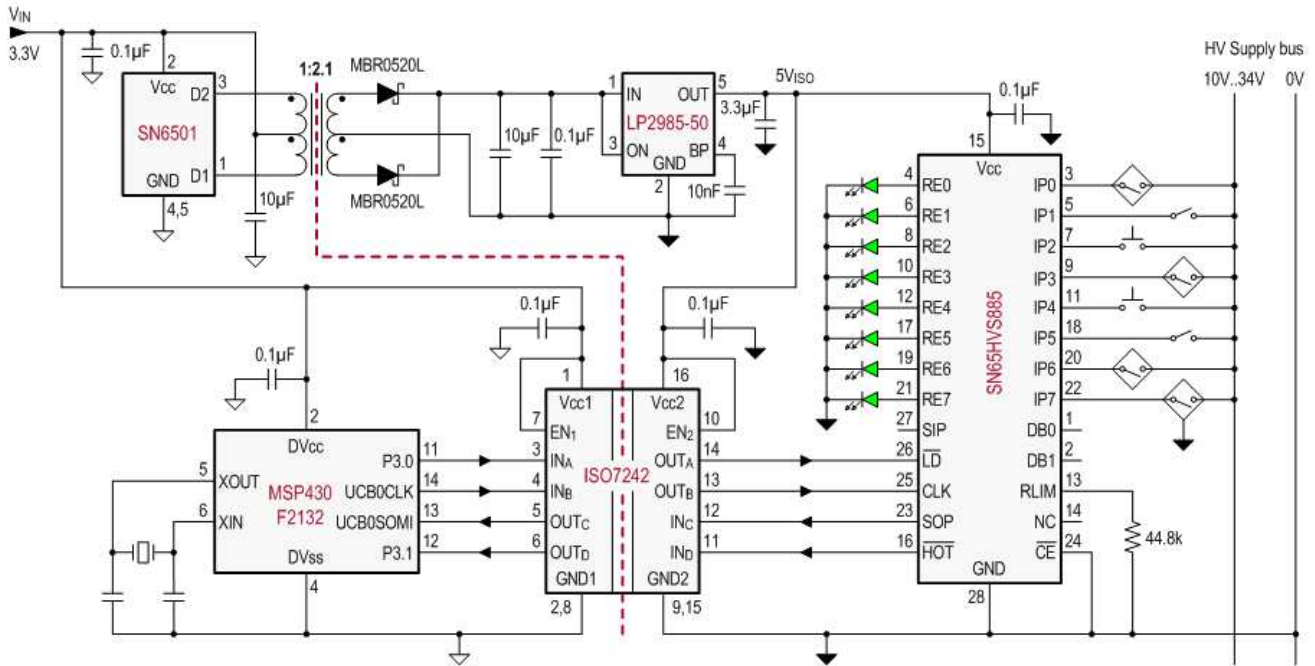 VIN
3.3V
0.1µF
2
Vcc
D2
3
SN6501
D1
1
GND
4,5
10µF
1:2.1
MBR0520L
MBR0520L
10µF
0.1µF
1
IN
OUT
5
LP2985-50
3
ON
BP
4
GND
2
10nF
3.3µF
5VISO
0.1µF
HV Supply bus
10V..34V
0V
15
Vcc
4
RE0
IP0
3
6
RE1
IP1
5
8
RE2
IP2
7
10
RE3
IP3
9
12
RE4
IP4
11
17
RE5
IP5
18
19
RE6
IP6
20
21
RE7
IP7
22
27
SIP
DB0
1
26
LD
DB1
2
25
CLK
RLIM
13
23
SOP
NC
14
16
HOT
CE
24
GND
28
SN65HVS885
44.8k
0.1µF
0.1µF
0.1µF
1
16
Vcc1
Vcc2
7
EN1
EN2
10
3
INA
OUTA
14
4
INB
OUTB
13
ISO7242
5
OUTC
INC
12
6
OUTD
IND
11
GND1
GND2
2,8
9,15
2
DVcc
5
XOUT
P3.0
11
MSP430
F2132
UCB0CLK
14
6
XIN
UCB0SOMI
13
P3.1
12
DVss
4